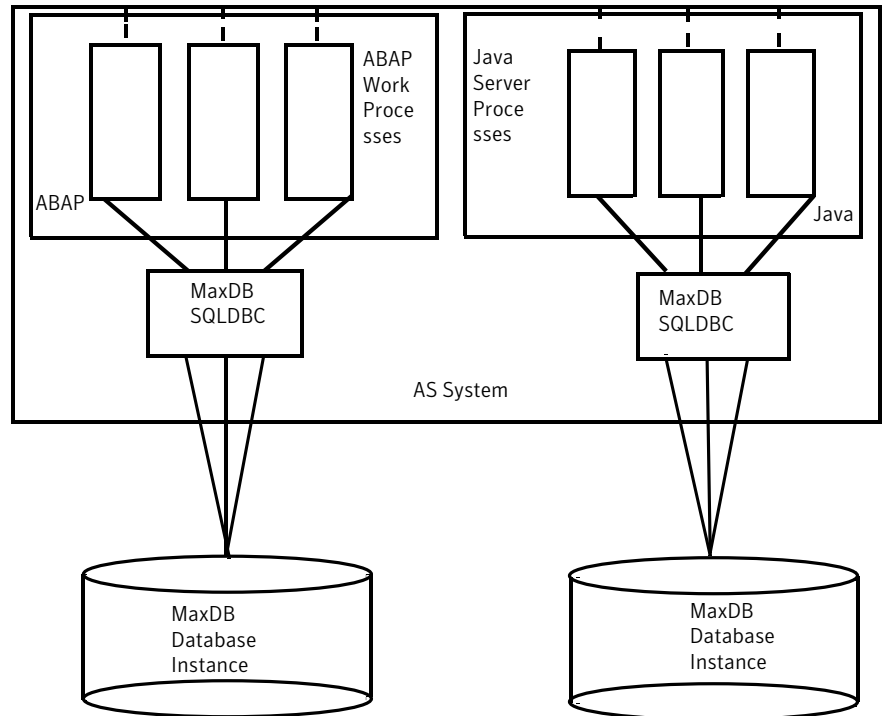 ABAP
Work
Proce
sses
ABAP
Java
Server
Proce
sses
Java
MaxDB
SQLDBC
MaxDB
SQLDBC
AS System
MaxDB
Database
Instance
MaxDB
Database
Instance